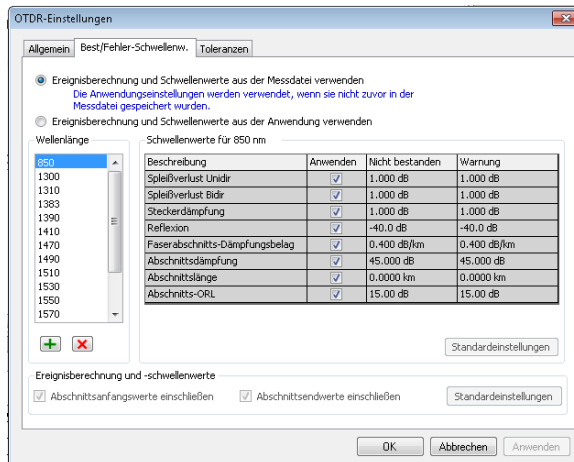 OTDR-Einstellungen
Allgemein Best/Fehler-Schwellenw. Toleranzen
Ereignisberechnung und Schwellenwerte aus der Messdatei verwenden
Die Anwendungseinstellungen werden verwendet, wenn sie nicht zuvor in der
Messdatei gespeichert wurden.
Ereignisberechnung und Schwellenwerte aus der Anwendung verwenden
Wellenlänge
850
1300
1310
1383
1390
1410
1470
1490
1510
1530
1550
1570
Schwellenwerte für 850 nm
Beschreibung Anwenden Nicht bestanden Warnung
Spleißverlust Unidir 1.000 dB 1.000 dB
Spleißverlust Bidir 1.000 dB 1.000 dB
Steckerdämpfung 1.000 dB 1.000 dB
Reflexion -40.0 dB -40.0 dB
Faserabschnitts-Dämpfungsbelag 0.400 dB/km 0.400 dB/km
Abschnittsdämpfung 45.000 dB 45.000 dB
Abschnittslänge 0.0000 km 0.0000 km
Abschnitts-ORL 15.00 dB 15.00 dB
Standardeinstellungen
Ereignisberechnung und -schwellenwerte
Abschnittsanfangswerte einschließen Abschnittsendwerte einschließen Standardeinstellungen
OK Abbrechen Anwenden